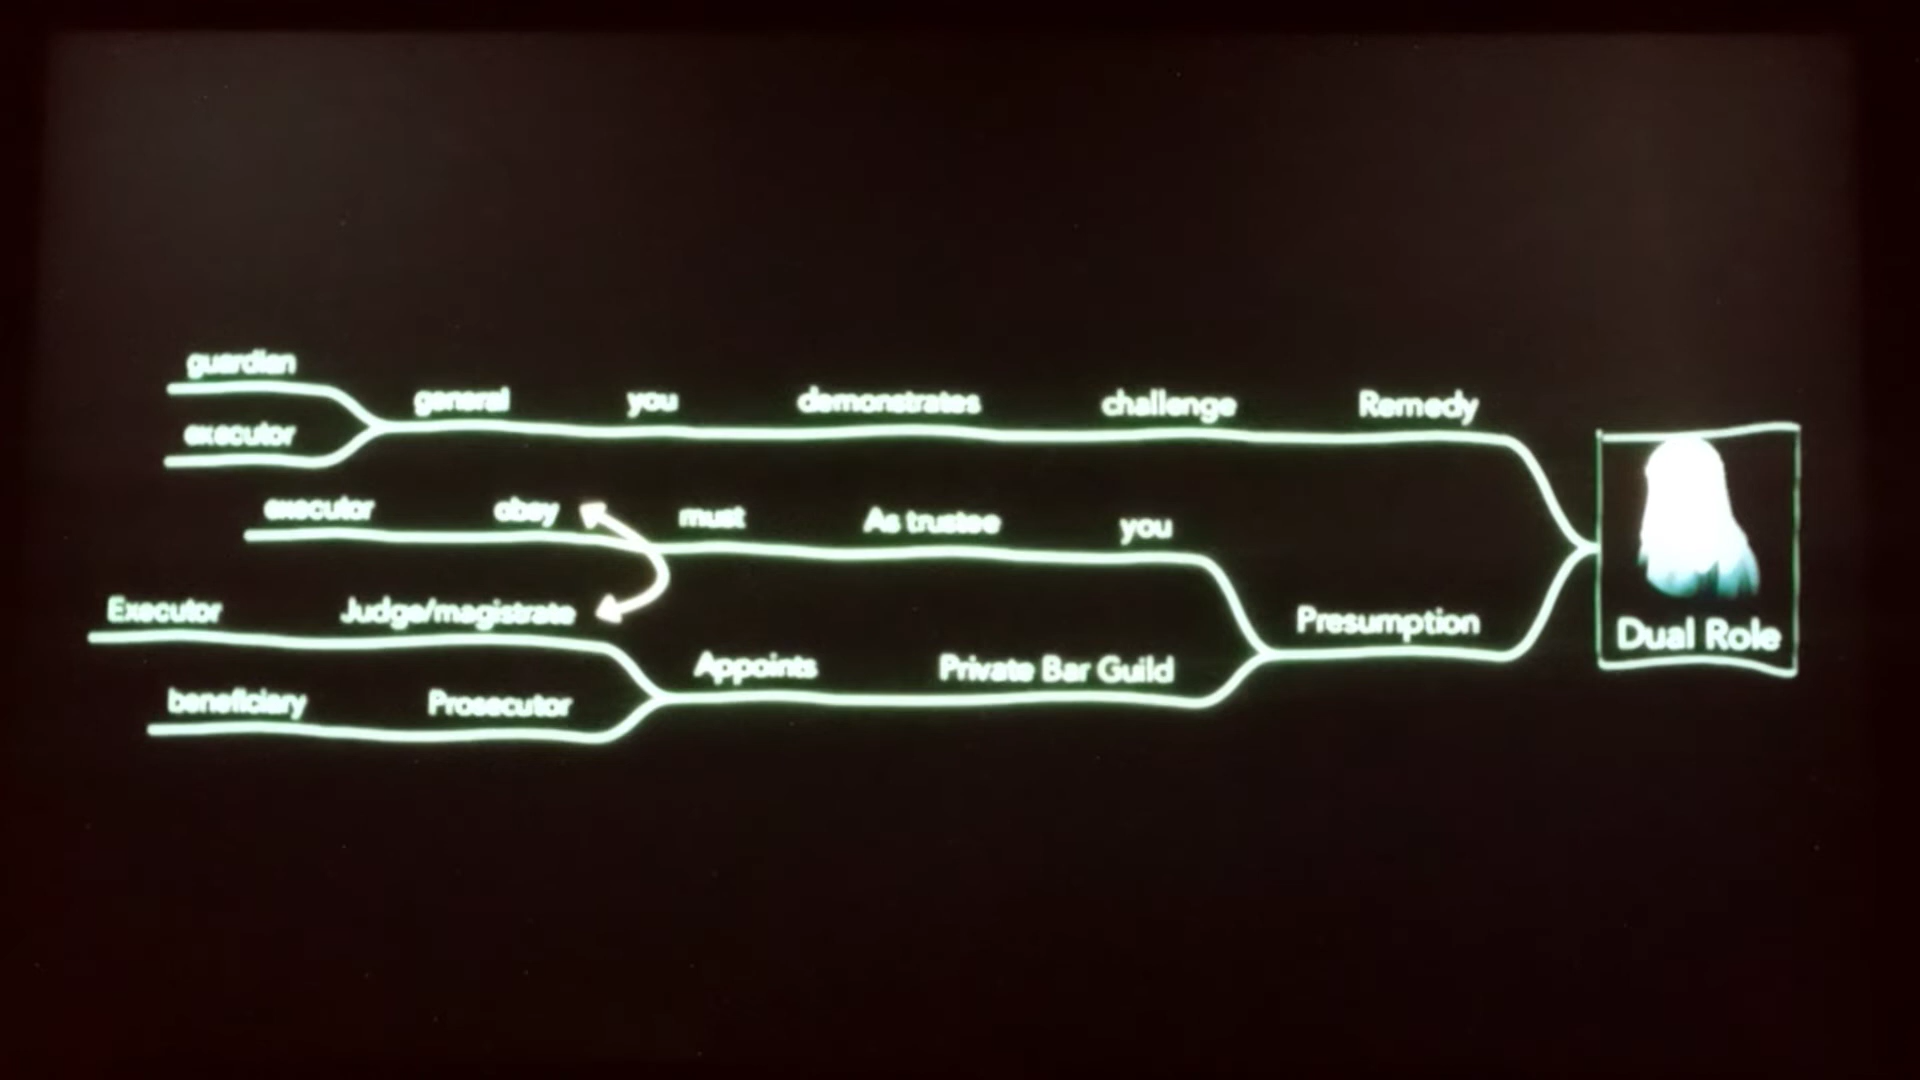 guardian
general you demonstrates challenge Remedy
executor
executor obey must As trustee you
Executor Judge/magistrate
Presumption
Dual Role
Appoints Private Bar Guild
beneficiary Prosecutor